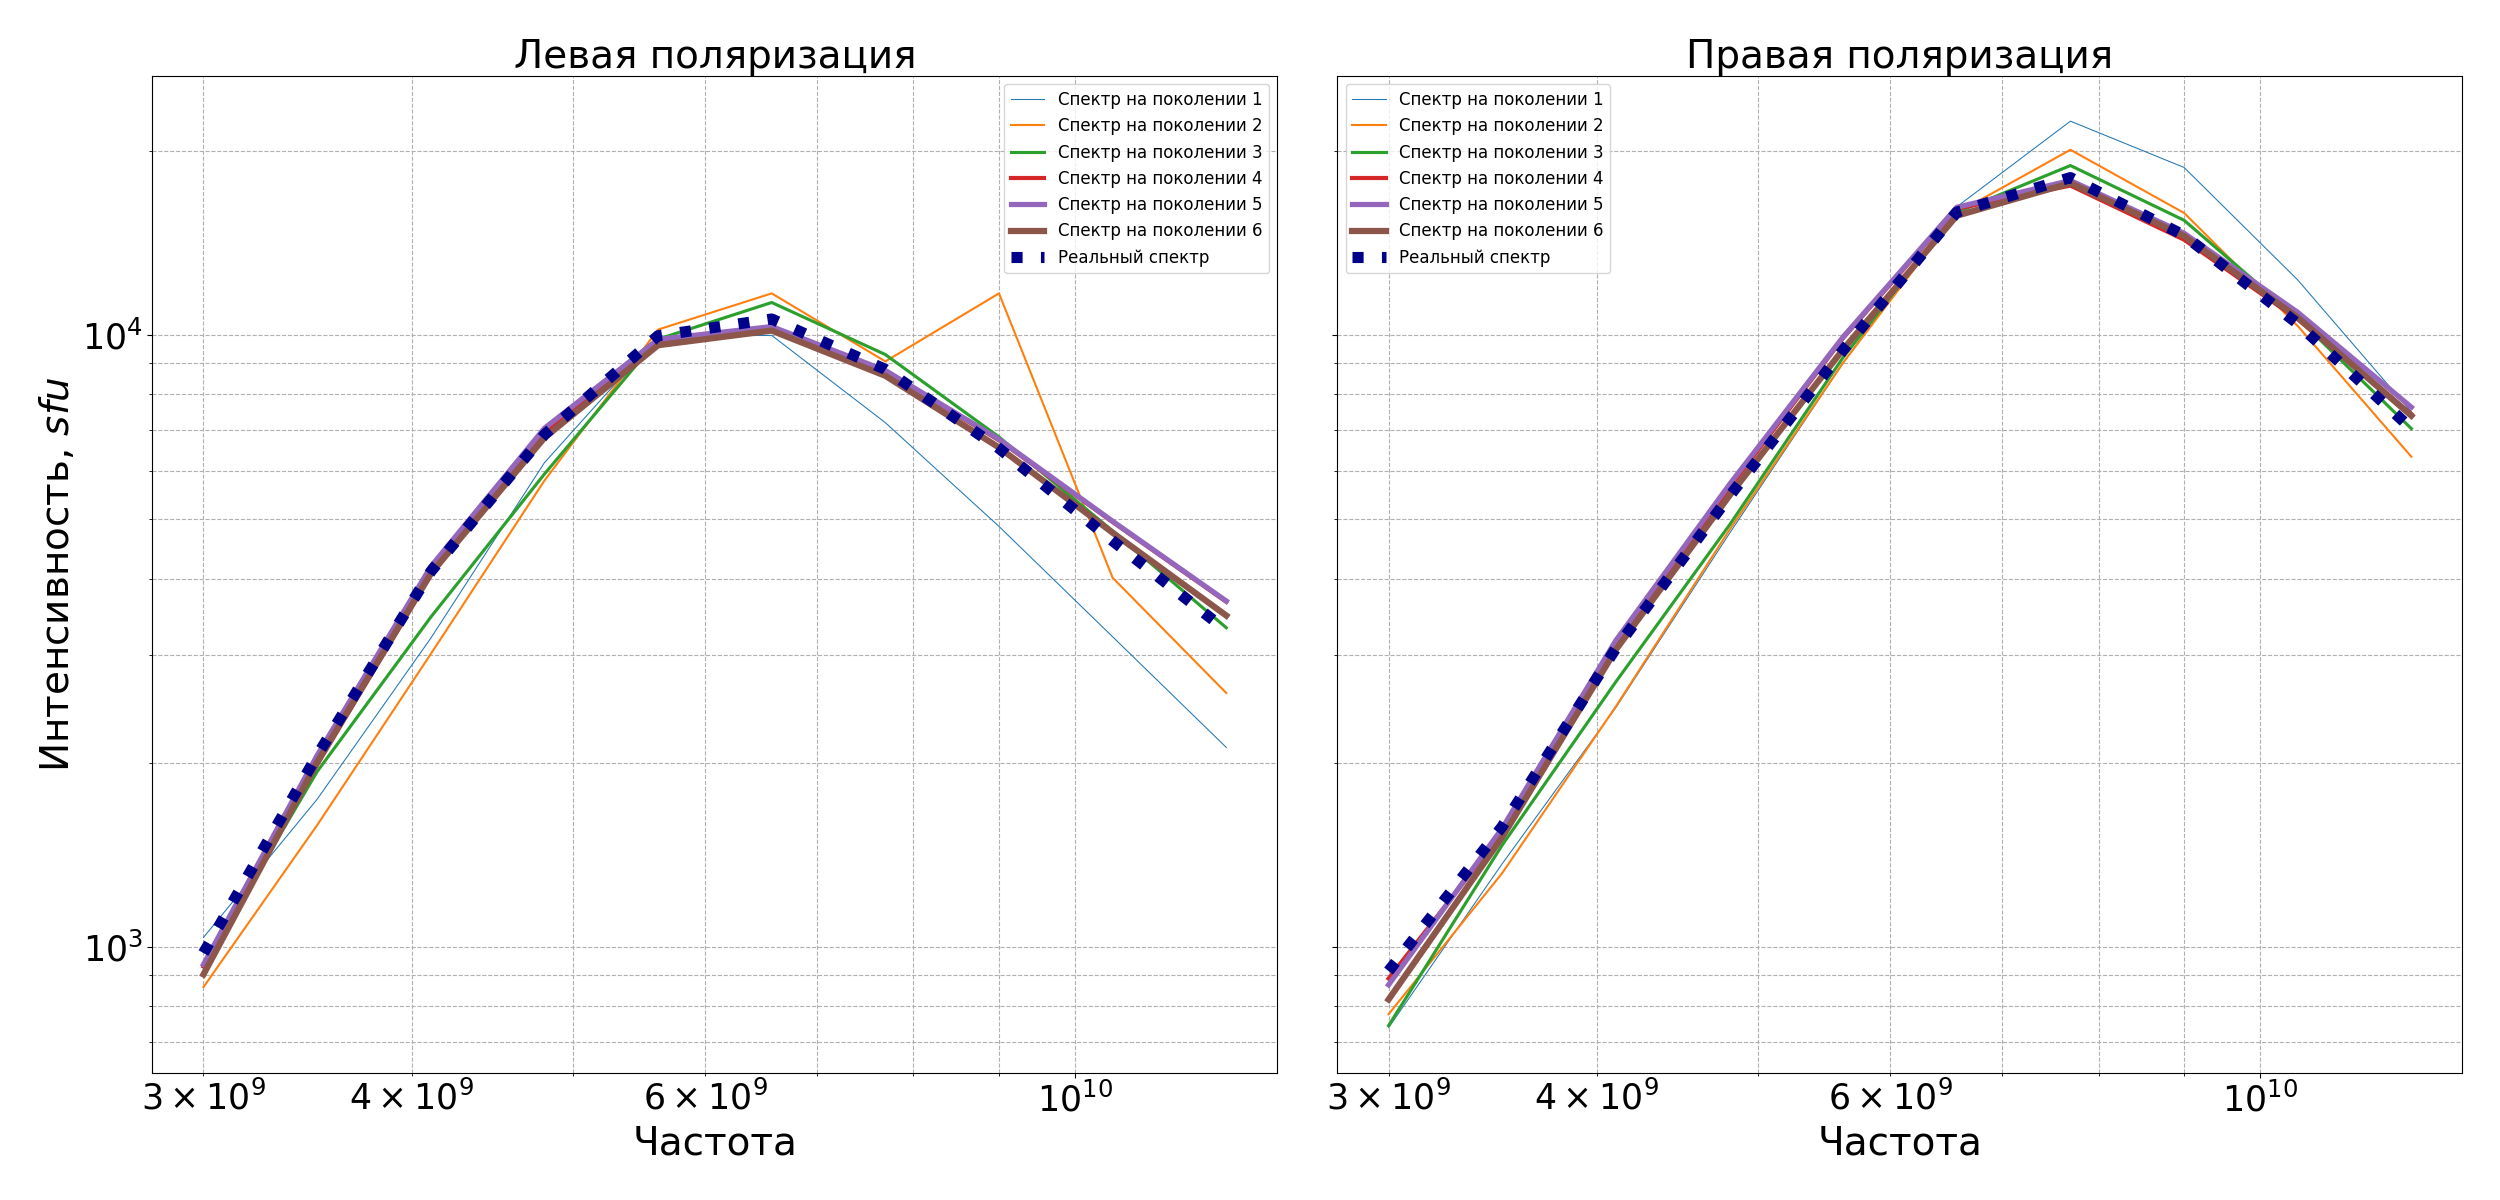 Левая поляризация
Спектр на поколении 1
Спектр на поколении 2
Спектр на поколении 3
Спектр на поколении 4
Спектр на поколении 5
Спектр на поколении 6
Реальный спектр
Интенсивность, sfu
10⁴
10³
3 × 10⁹
4 × 10⁹
6 × 10⁹
10¹⁰
Частота
Правая поляризация
Спектр на поколении 1
Спектр на поколении 2
Спектр на поколении 3
Спектр на поколении 4
Спектр на поколении 5
Спектр на поколении 6
Реальный спектр
3 × 10⁹
4 × 10⁹
6 × 10⁹
10¹⁰
Частота